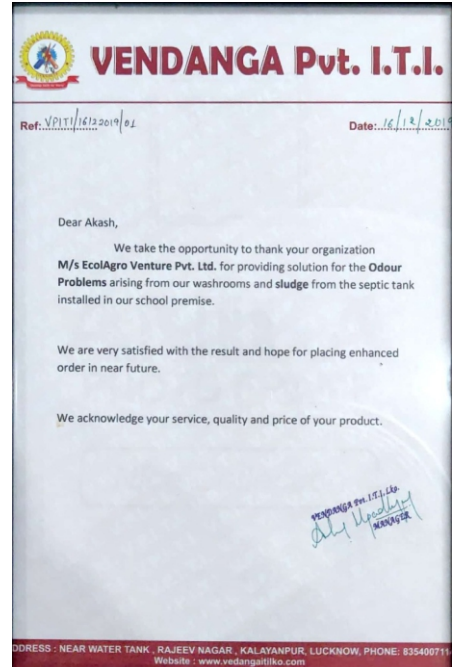 VENDANGA Pvt. I.T.I.
Ref: VPITI/16122019/01
Date: 16/12/2019
Dear Akash,
We take the opportunity to thank your organization
M/s EcolAgro Venture Pvt. Ltd. for providing solution for the Odour
Problems arising from our washrooms and sludge from the septic tank
installed in our school premise.
We are very satisfied with the result and hope for placing enhanced
order in near future.
We acknowledge your service, quality and price of your product.
VENDANGA Pvt. I.T.I. Lko.
MANAGER
DDRESS : NEAR WATER TANK , RAJEEV NAGAR , KALAYANPUR, LUCKNOW, PHONE: 835400711
Website : www.vedangaitilko.com